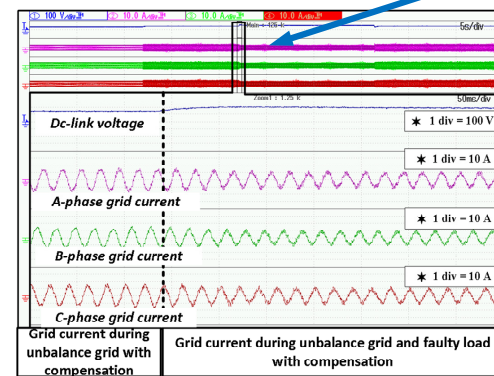 100 V
10.0 A
10.0 A
10.0 A
5s/div
Zoom1 : 1.25 k
50ms/div
Dc-link voltage
✶ 1 div = 100 V
✶ 1 div = 10 A
A-phase grid current
✶ 1 div = 10 A
B-phase grid current
✶ 1 div = 10 A
C-phase grid current
Grid current during
unbalance grid with
compensation
Grid current during unbalance grid and faulty load
with compensation